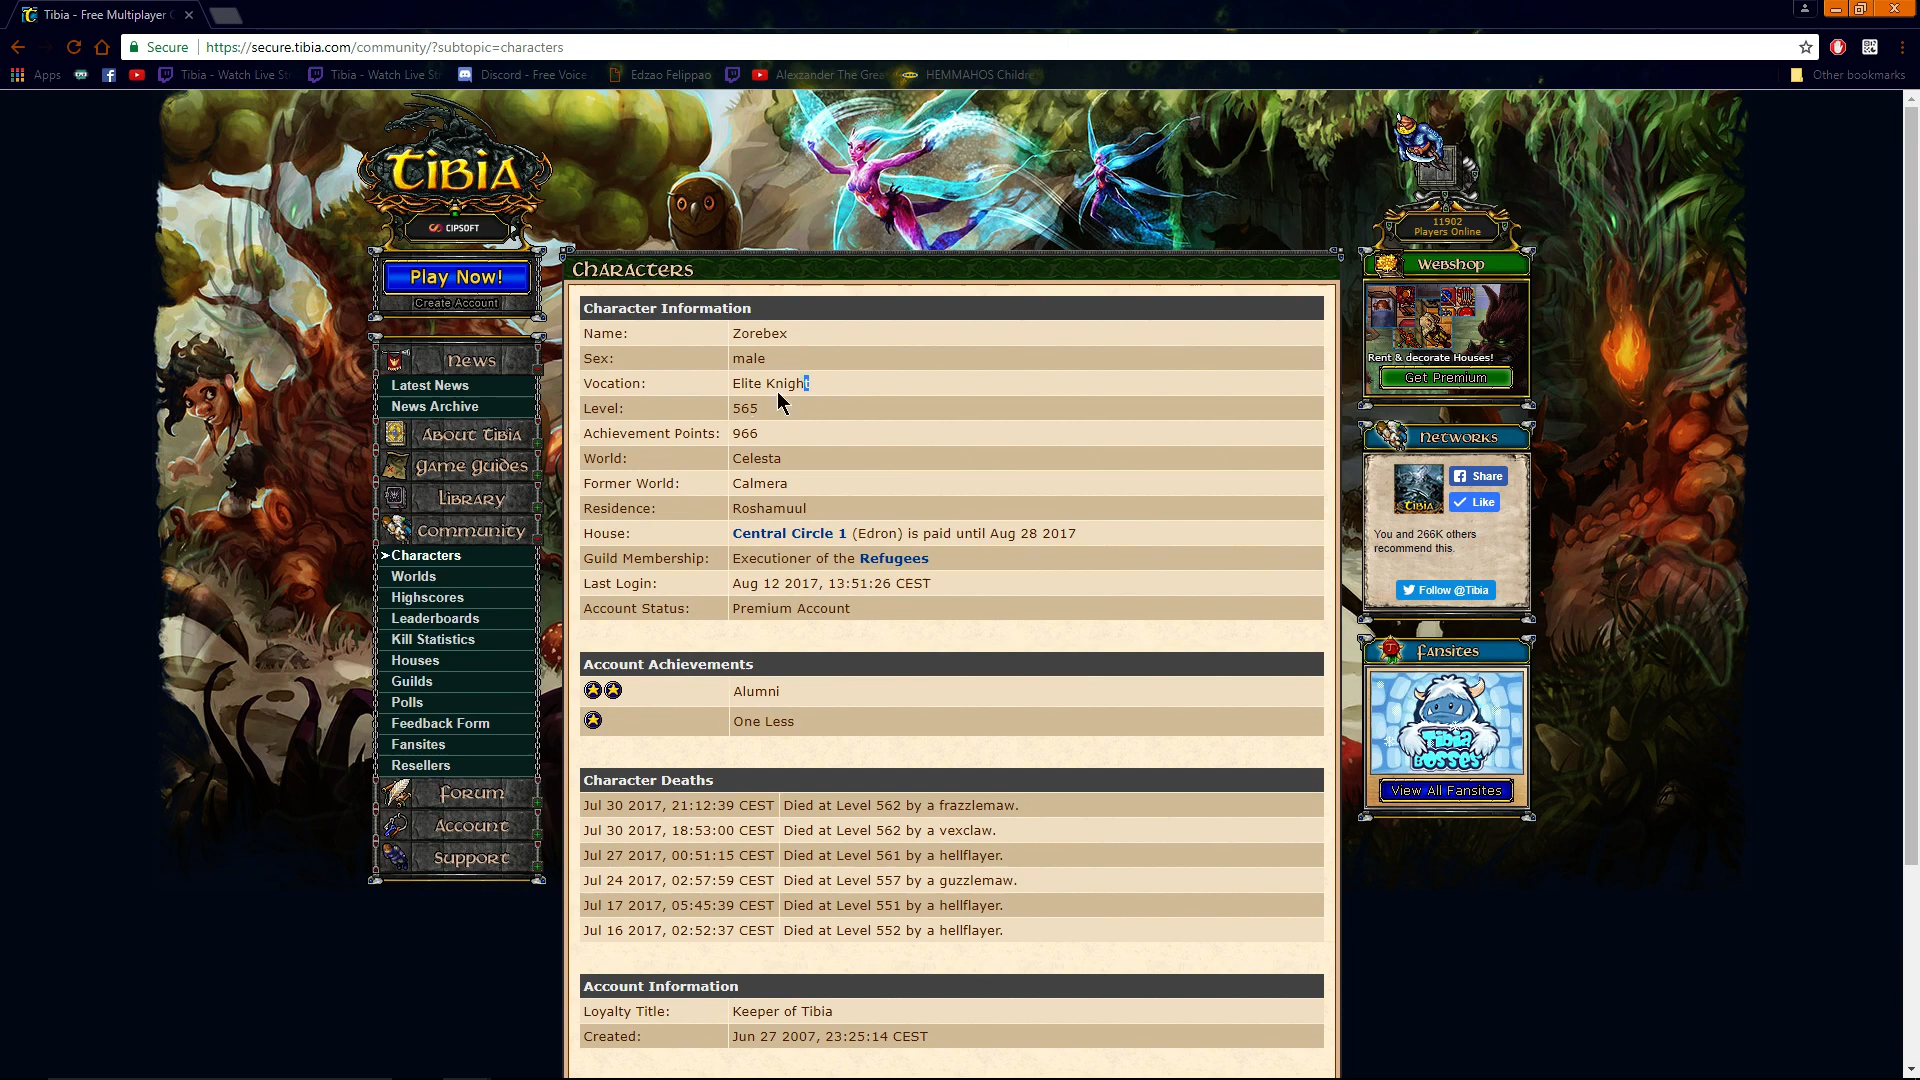 Tibia - Free Multiplayer
Secure
https://secure.tibia.com/community/?subtopic=characters
Apps
Tibia - Watch Live St
Tibia - Watch Live St
Discord - Free Voice
Edzao Felippao
Alexzander The Grea
HEMMAHOS Childre
Other bookmarks
TIBIA
CIPSOFT
Play Now!
Create Account
News
Latest News
News Archive
About Tibia
Game Guides
Library
Community
Characters
Worlds
Highscores
Leaderboards
Kill Statistics
Houses
Guilds
Polls
Feedback Form
Fansites
Resellers
Forum
Account
Support
Characters
Character Information
Name: Zorebex
Sex: male
Vocation: Elite Knight
Level: 565
Achievement Points: 966
World: Celesta
Former World: Calmera
Residence: Roshamuul
House: Central Circle 1 (Edron) is paid until Aug 28 2017
Guild Membership: Executioner of the Refugees
Last Login: Aug 12 2017, 13:51:26 CEST
Account Status: Premium Account
Account Achievements
Alumni
One Less
Character Deaths
Jul 30 2017, 21:12:39 CEST Died at Level 562 by a frazzlemaw.
Jul 30 2017, 18:53:00 CEST Died at Level 562 by a vexclaw.
Jul 27 2017, 00:51:15 CEST Died at Level 561 by a hellflayer.
Jul 24 2017, 02:57:59 CEST Died at Level 557 by a guzzlemaw.
Jul 17 2017, 05:45:39 CEST Died at Level 551 by a hellflayer.
Jul 16 2017, 02:52:37 CEST Died at Level 552 by a hellflayer.
Account Information
Loyalty Title: Keeper of Tibia
Created: Jun 27 2007, 23:25:14 CEST
11902
Players Online
Webshop
Rent & decorate Houses!
Get Premium
Networks
TIBIA
Share
Like
You and 266K others
recommend this.
Follow @Tibia
Fansites
Tibia
Bosses
View All Fansites